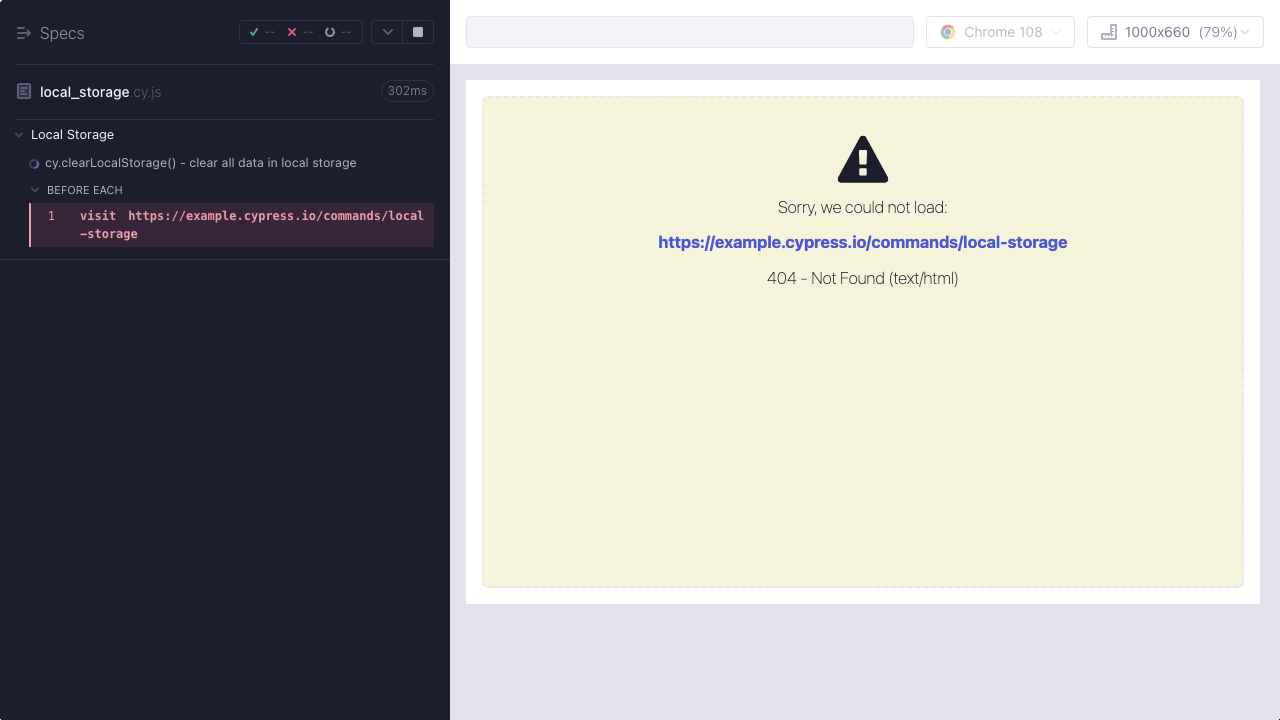 Specs
-- -- --
local_storage.cy.js 302ms
Local Storage
cy.clearLocalStorage() - clear all data in local storage
BEFORE EACH
1 visit https://example.cypress.io/commands/local
-storage
Chrome 108
1000x660 (79%)
Sorry, we could not load:
https://example.cypress.io/commands/local-storage
404 - Not Found (text/html)